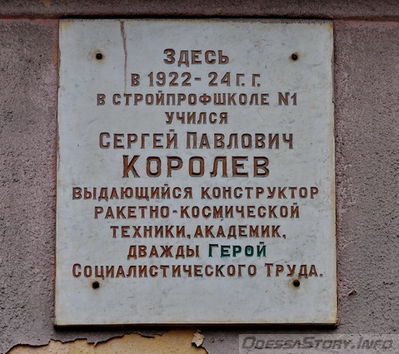 Здесь
в 1922-24 г. г.
в стройпрофшколе N1
учился
Сергей Павлович
КОРОЛЕВ
выдающийся конструктор
ракетно-космической
техники, академик,
дважды Герой
Социалистического Труда.
OdessaStory.Info